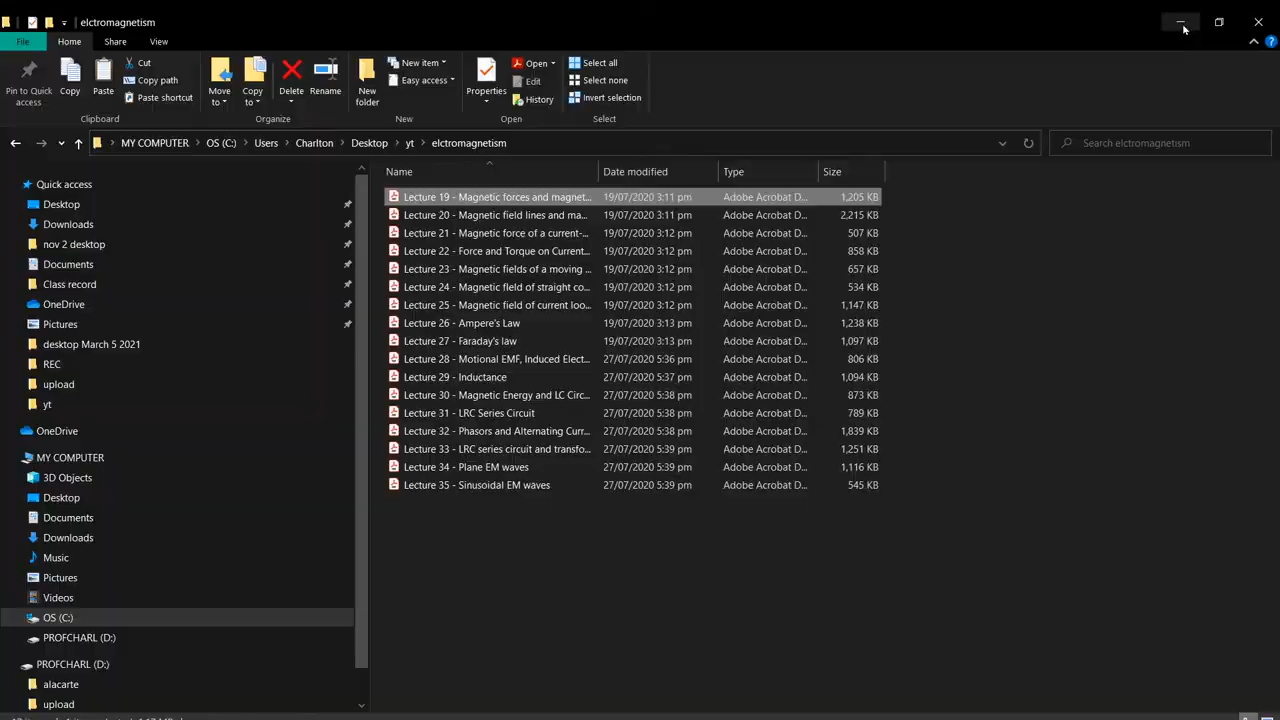 elctromagnetism
File Home Share View
Pin to Quick access
Copy
Paste
Cut
Copy path
Paste shortcut
Move to
Copy to
Delete
Rename
New folder
New item
Easy access
Properties
Open
Edit
History
Select all
Select none
Invert selection
Clipboard Organize New Open Select
MY COMPUTER OS (C:) Users Charlton Desktop yt elctromagnetism
Search elctromagnetism
Quick access
Desktop
Downloads
nov 2 desktop
Documents
Class record
OneDrive
Pictures
desktop March 5 2021
REC
upload
yt
OneDrive
MY COMPUTER
3D Objects
Desktop
Documents
Downloads
Music
Pictures
Videos
OS (C:)
PROFCHARL (D:)
PROFCHARL (D:)
alacarte
upload
Name Date modified Type Size
Lecture 19 - Magnetic forces and magnet... 19/07/2020 3:11 pm Adobe Acrobat D... 1,205 KB
Lecture 20 - Magnetic field lines and ma... 19/07/2020 3:11 pm Adobe Acrobat D... 2,215 KB
Lecture 21 - Magnetic force of a current-... 19/07/2020 3:12 pm Adobe Acrobat D... 507 KB
Lecture 22 - Force and Torque on Current... 19/07/2020 3:12 pm Adobe Acrobat D... 858 KB
Lecture 23 - Magnetic fields of a moving ... 19/07/2020 3:12 pm Adobe Acrobat D... 657 KB
Lecture 24 - Magnetic field of straight co... 19/07/2020 3:12 pm Adobe Acrobat D... 534 KB
Lecture 25 - Magnetic field of current loo... 19/07/2020 3:12 pm Adobe Acrobat D... 1,147 KB
Lecture 26 - Ampere's Law 19/07/2020 3:13 pm Adobe Acrobat D... 1,238 KB
Lecture 27 - Faraday's law 19/07/2020 3:13 pm Adobe Acrobat D... 1,097 KB
Lecture 28 - Motional EMF, Induced Elect... 27/07/2020 5:36 pm Adobe Acrobat D... 806 KB
Lecture 29 - Inductance 27/07/2020 5:37 pm Adobe Acrobat D... 1,094 KB
Lecture 30 - Magnetic Energy and LC Circ... 27/07/2020 5:38 pm Adobe Acrobat D... 873 KB
Lecture 31 - LRC Series Circuit 27/07/2020 5:38 pm Adobe Acrobat D... 789 KB
Lecture 32 - Phasors and Alternating Curr... 27/07/2020 5:38 pm Adobe Acrobat D... 1,839 KB
Lecture 33 - LRC series circuit and transfo... 27/07/2020 5:39 pm Adobe Acrobat D... 1,251 KB
Lecture 34 - Plane EM waves 27/07/2020 5:39 pm Adobe Acrobat D... 1,116 KB
Lecture 35 - Sinusoidal EM waves 27/07/2020 5:39 pm Adobe Acrobat D... 545 KB